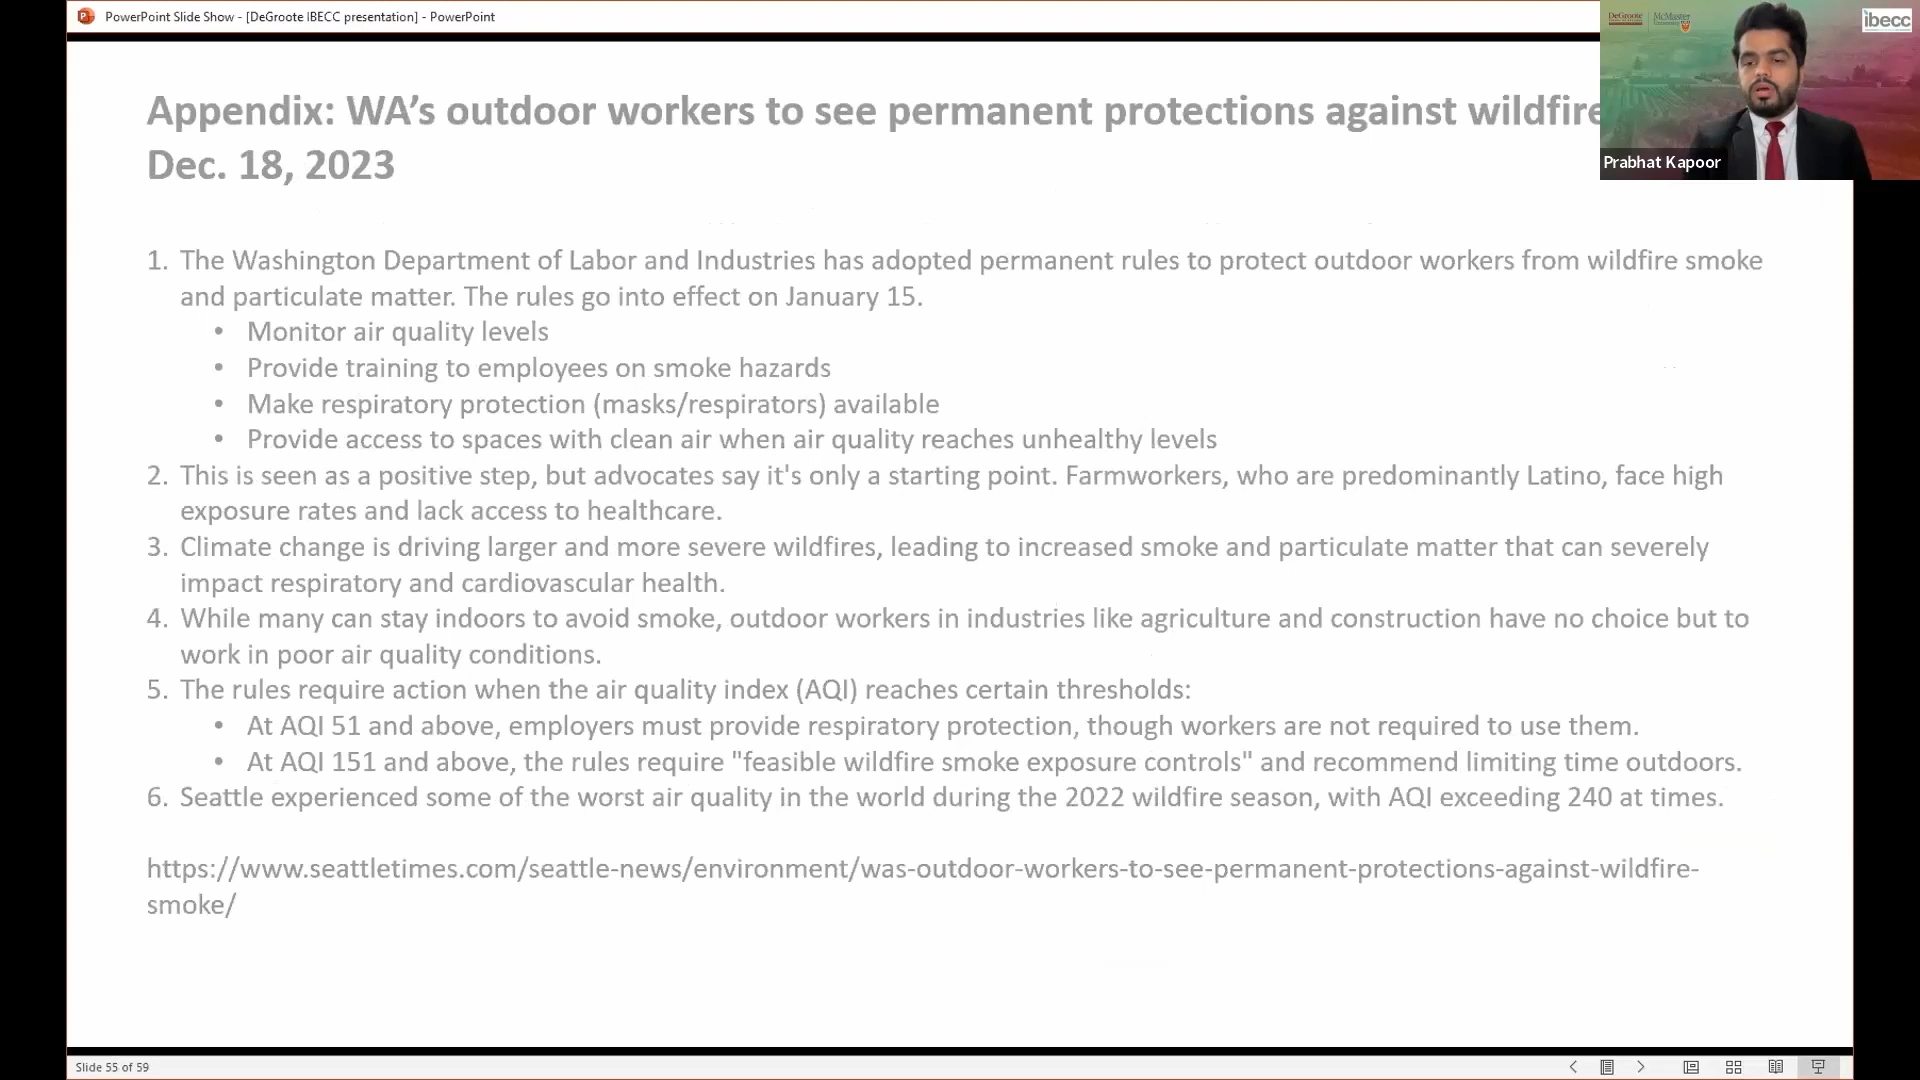 PowerPoint Slide Show - [DeGroote IBECC presentation] - PowerPoint
DeGroote
McMaster
University
ibecc
Appendix: WA’s outdoor workers to see permanent protections against wildfire
Dec. 18, 2023
Prabhat Kapoor
1. The Washington Department of Labor and Industries has adopted permanent rules to protect outdoor workers from wildfire smoke
and particulate matter. The rules go into effect on January 15.
• Monitor air quality levels
• Provide training to employees on smoke hazards
• Make respiratory protection (masks/respirators) available
• Provide access to spaces with clean air when air quality reaches unhealthy levels
2. This is seen as a positive step, but advocates say it's only a starting point. Farmworkers, who are predominantly Latino, face high
exposure rates and lack access to healthcare.
3. Climate change is driving larger and more severe wildfires, leading to increased smoke and particulate matter that can severely
impact respiratory and cardiovascular health.
4. While many can stay indoors to avoid smoke, outdoor workers in industries like agriculture and construction have no choice but to
work in poor air quality conditions.
5. The rules require action when the air quality index (AQI) reaches certain thresholds:
• At AQI 51 and above, employers must provide respiratory protection, though workers are not required to use them.
• At AQI 151 and above, the rules require "feasible wildfire smoke exposure controls" and recommend limiting time outdoors.
6. Seattle experienced some of the worst air quality in the world during the 2022 wildfire season, with AQI exceeding 240 at times.
https://www.seattletimes.com/seattle-news/environment/was-outdoor-workers-to-see-permanent-protections-against-wildfire-
smoke/
Slide 55 of 59